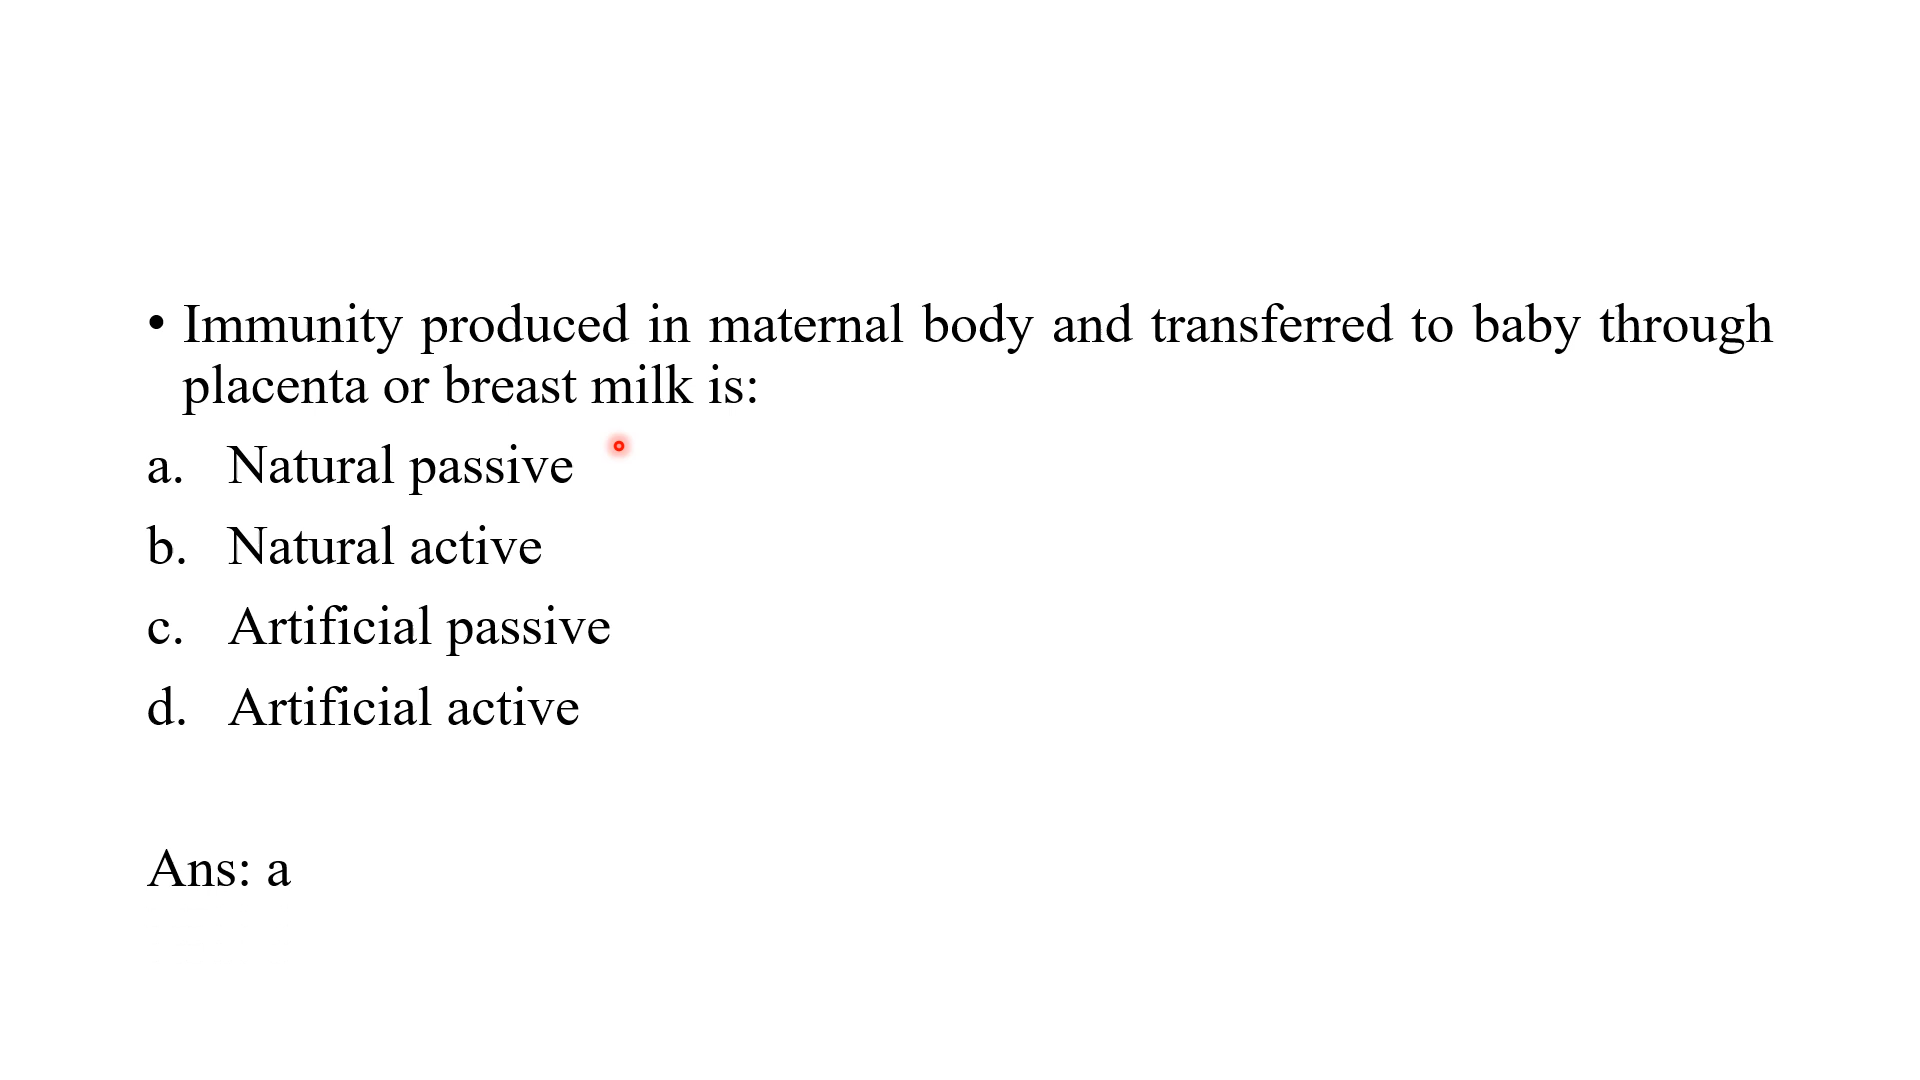 • Immunity produced in maternal body and transferred to baby through
placenta or breast milk is:
a. Natural passive
b. Natural active
c. Artificial passive
d. Artificial active
Ans: a